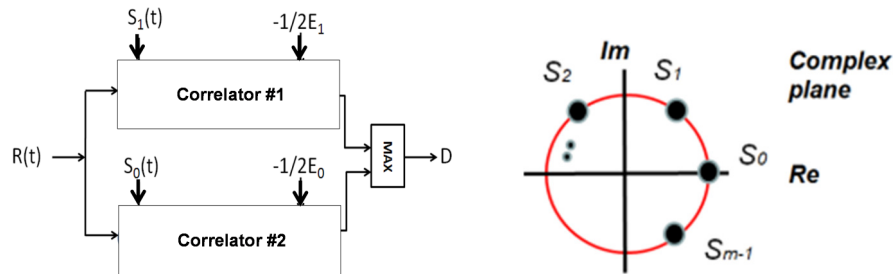 S₁(t) -1/2E₁
Correlator #1
R(t) MAX D
S₀(t) -1/2E₀
Correlator #2
Im Complex plane
S₂ S₁
S₀
Re
Sₘ₋₁